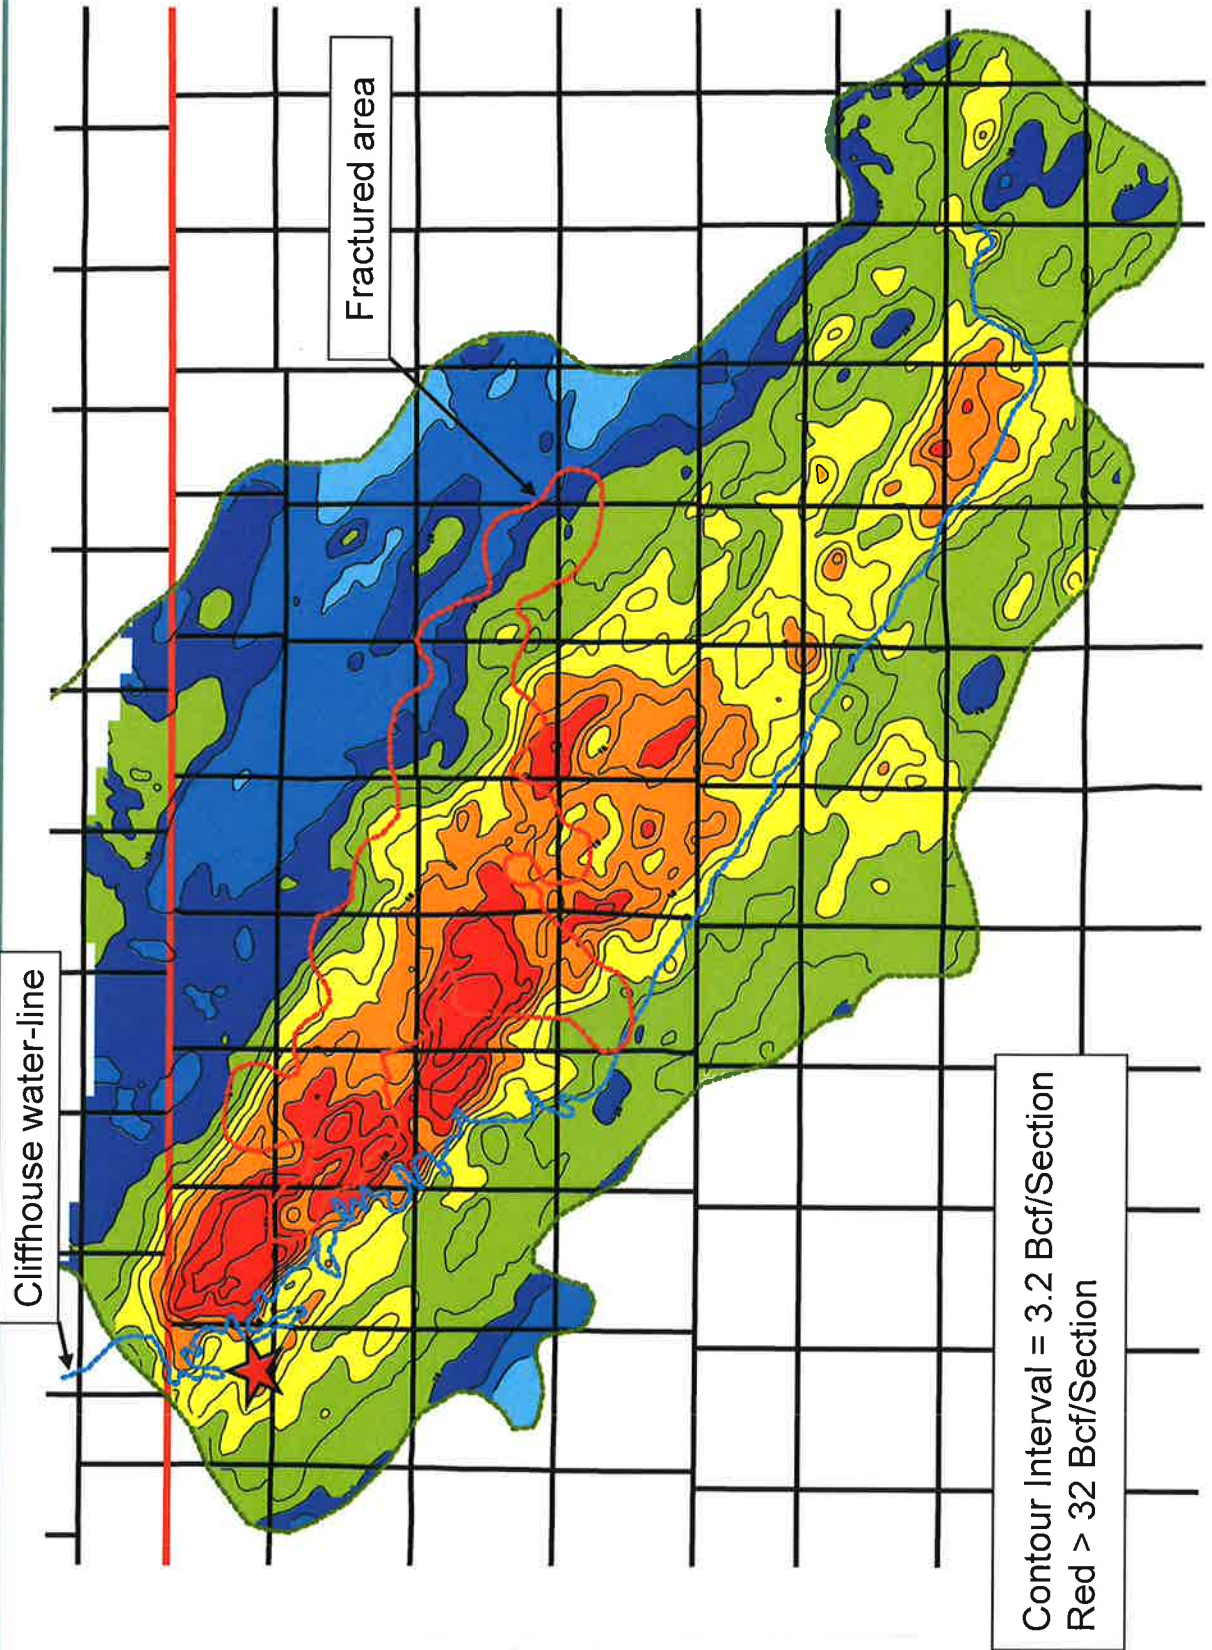 Cliffhouse water-line
Fractured area
Contour Interval = 3.2 Bcf/Section
Red > 32 Bcf/Section